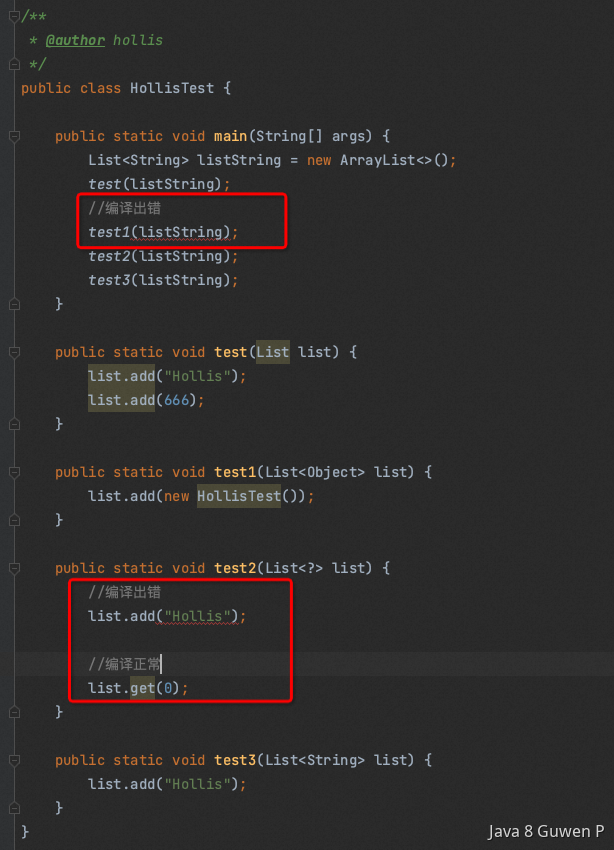 /**
 * @author hollis
 */
public class HollisTest {
    public static void main(String[] args) {
        List<String> listString = new ArrayList<>();
        test(listString);
        //编译出错
        test1(listString);
        test2(listString);
        test3(listString);
    }
    public static void test(List list) {
        list.add("Hollis");
        list.add(666);
    }
    public static void test1(List<Object> list) {
        list.add(new HollisTest());
    }
    public static void test2(List<?> list) {
        //编译出错
        list.add("Hollis");
        //编译正常
        list.get(0);
    }
    public static void test3(List<String> list) {
        list.add("Hollis");
    }
}
Java 8 Guwen P